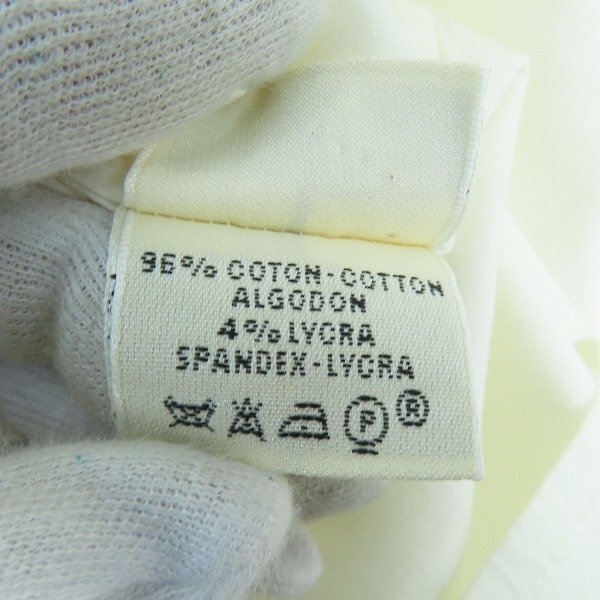 96% COTON-COTTON
ALGODON
4% LYCRA
SPANDEX-LYCRA
P ®